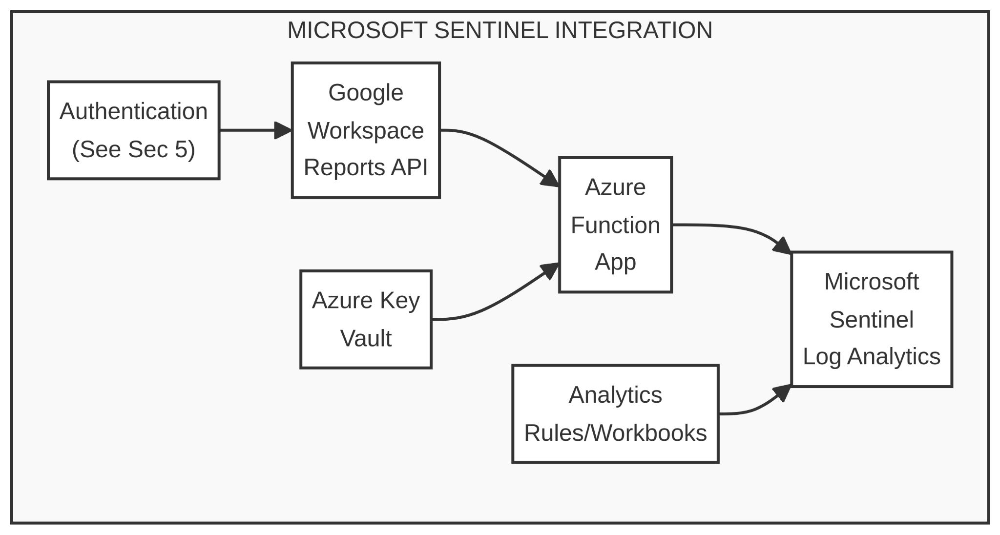 MICROSOFT SENTINEL INTEGRATION
Authentication
(See Sec 5)
Google
Workspace
Reports API
Azure
Function
App
Azure Key
Vault
Microsoft
Sentinel
Log Analytics
Analytics
Rules/Workbooks